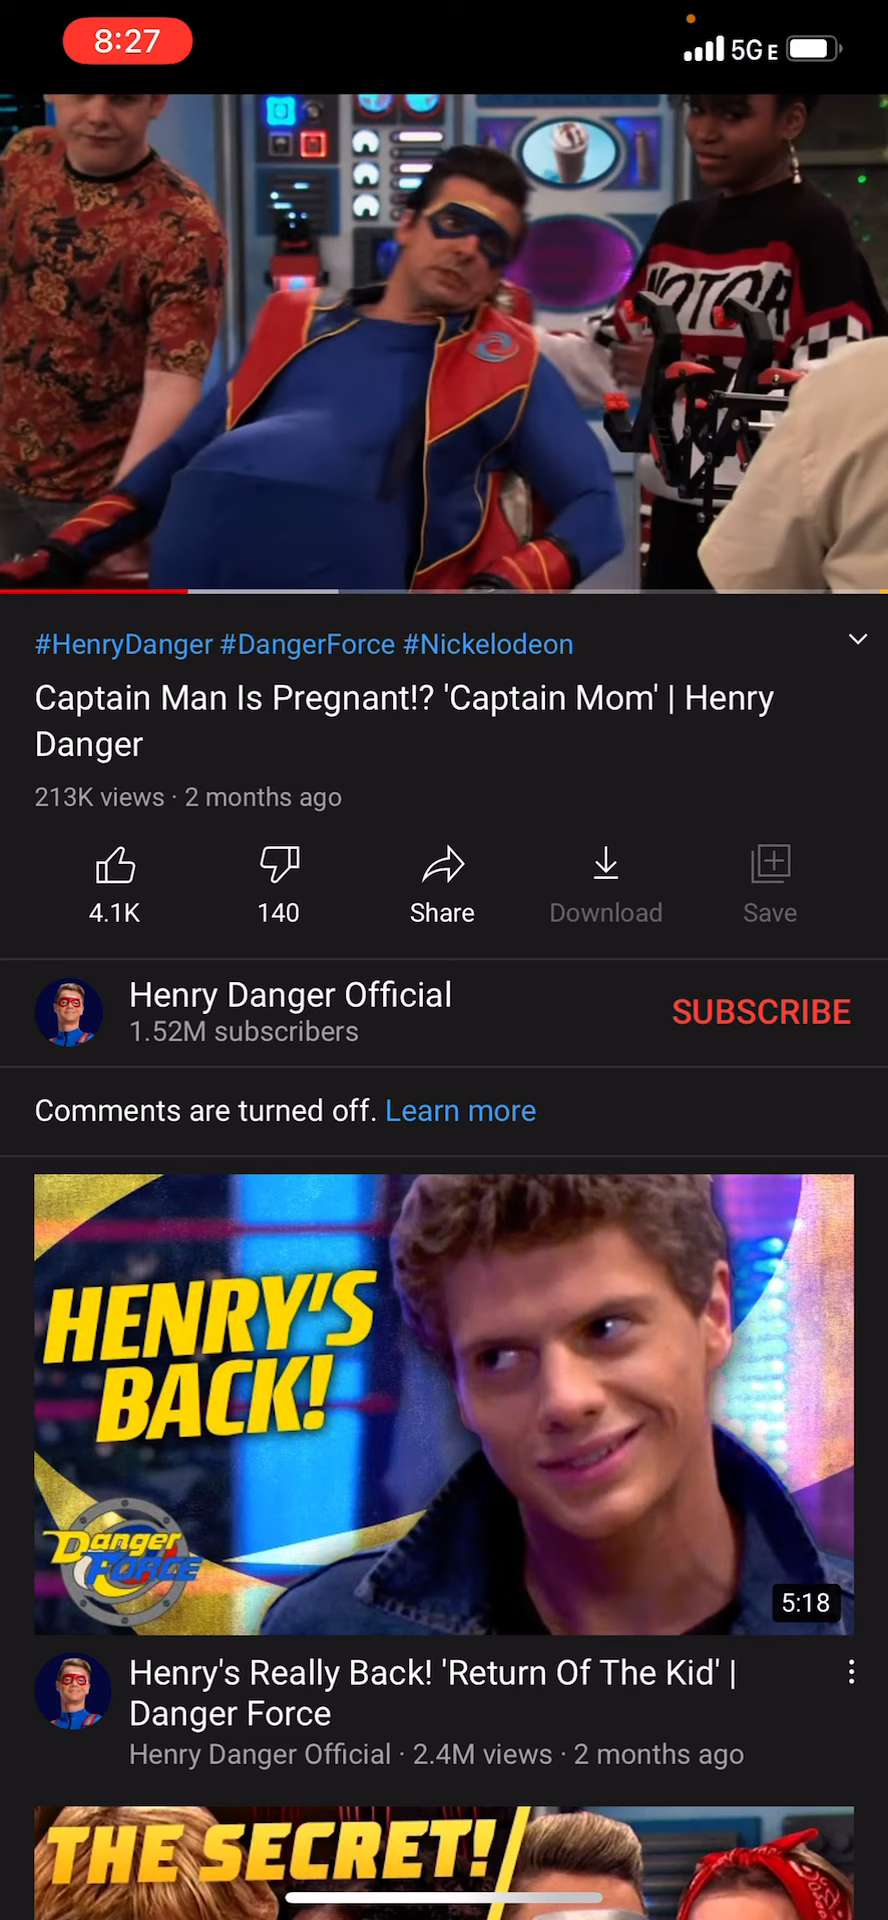 8:27
5G E
MOTOR
#HenryDanger #DangerForce #Nickelodeon
Captain Man Is Pregnant!? 'Captain Mom' | Henry
Danger
213K views · 2 months ago
4.1K
140
Share
Download
Save
Henry Danger Official
1.52M subscribers
SUBSCRIBE
Comments are turned off. Learn more
HENRY'S
BACK!
Danger
FORCE
5:18
Henry's Really Back! 'Return Of The Kid' |
Danger Force
Henry Danger Official · 2.4M views · 2 months ago
THE SECRET!